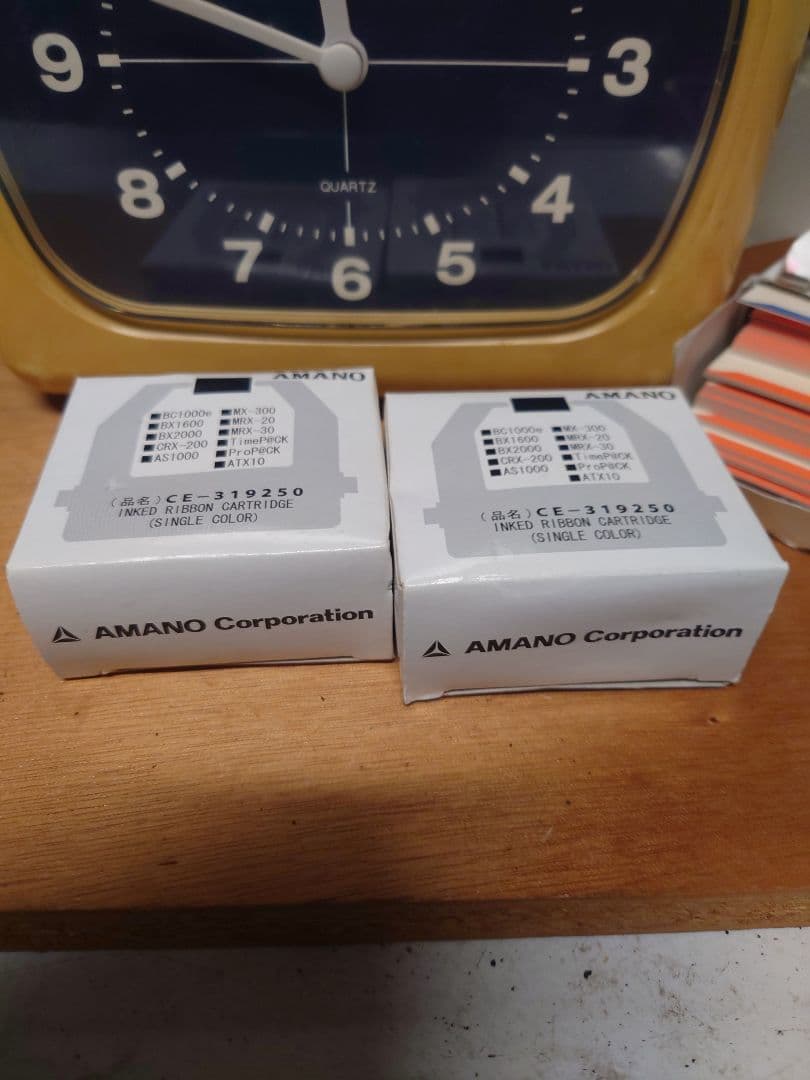 9
3
8
4
QUARTZ
7
5
6
AMANO
■BC1000e ■MX-300
■BX1600 ■MRX-20
■BX2000 ■MRX-30
■CRX-200 ■TimeP@CK
■AS1000 ■ProP@CK
■ATX10
(品名)CE-319250
INKED RIBBON CARTRIDGE
(SINGLE COLOR)
AMANO Corporation
AMANO
■BC1000e ■MX-300
■BX1600 ■MRX-20
■BX2000 ■MRX-30
■CRX-200 ■TimeP@CK
■AS1000 ■ProP@CK
■ATX10
(品名)CE-319250
INKED RIBBON CARTRIDGE
(SINGLE COLOR)
AMANO Corporation